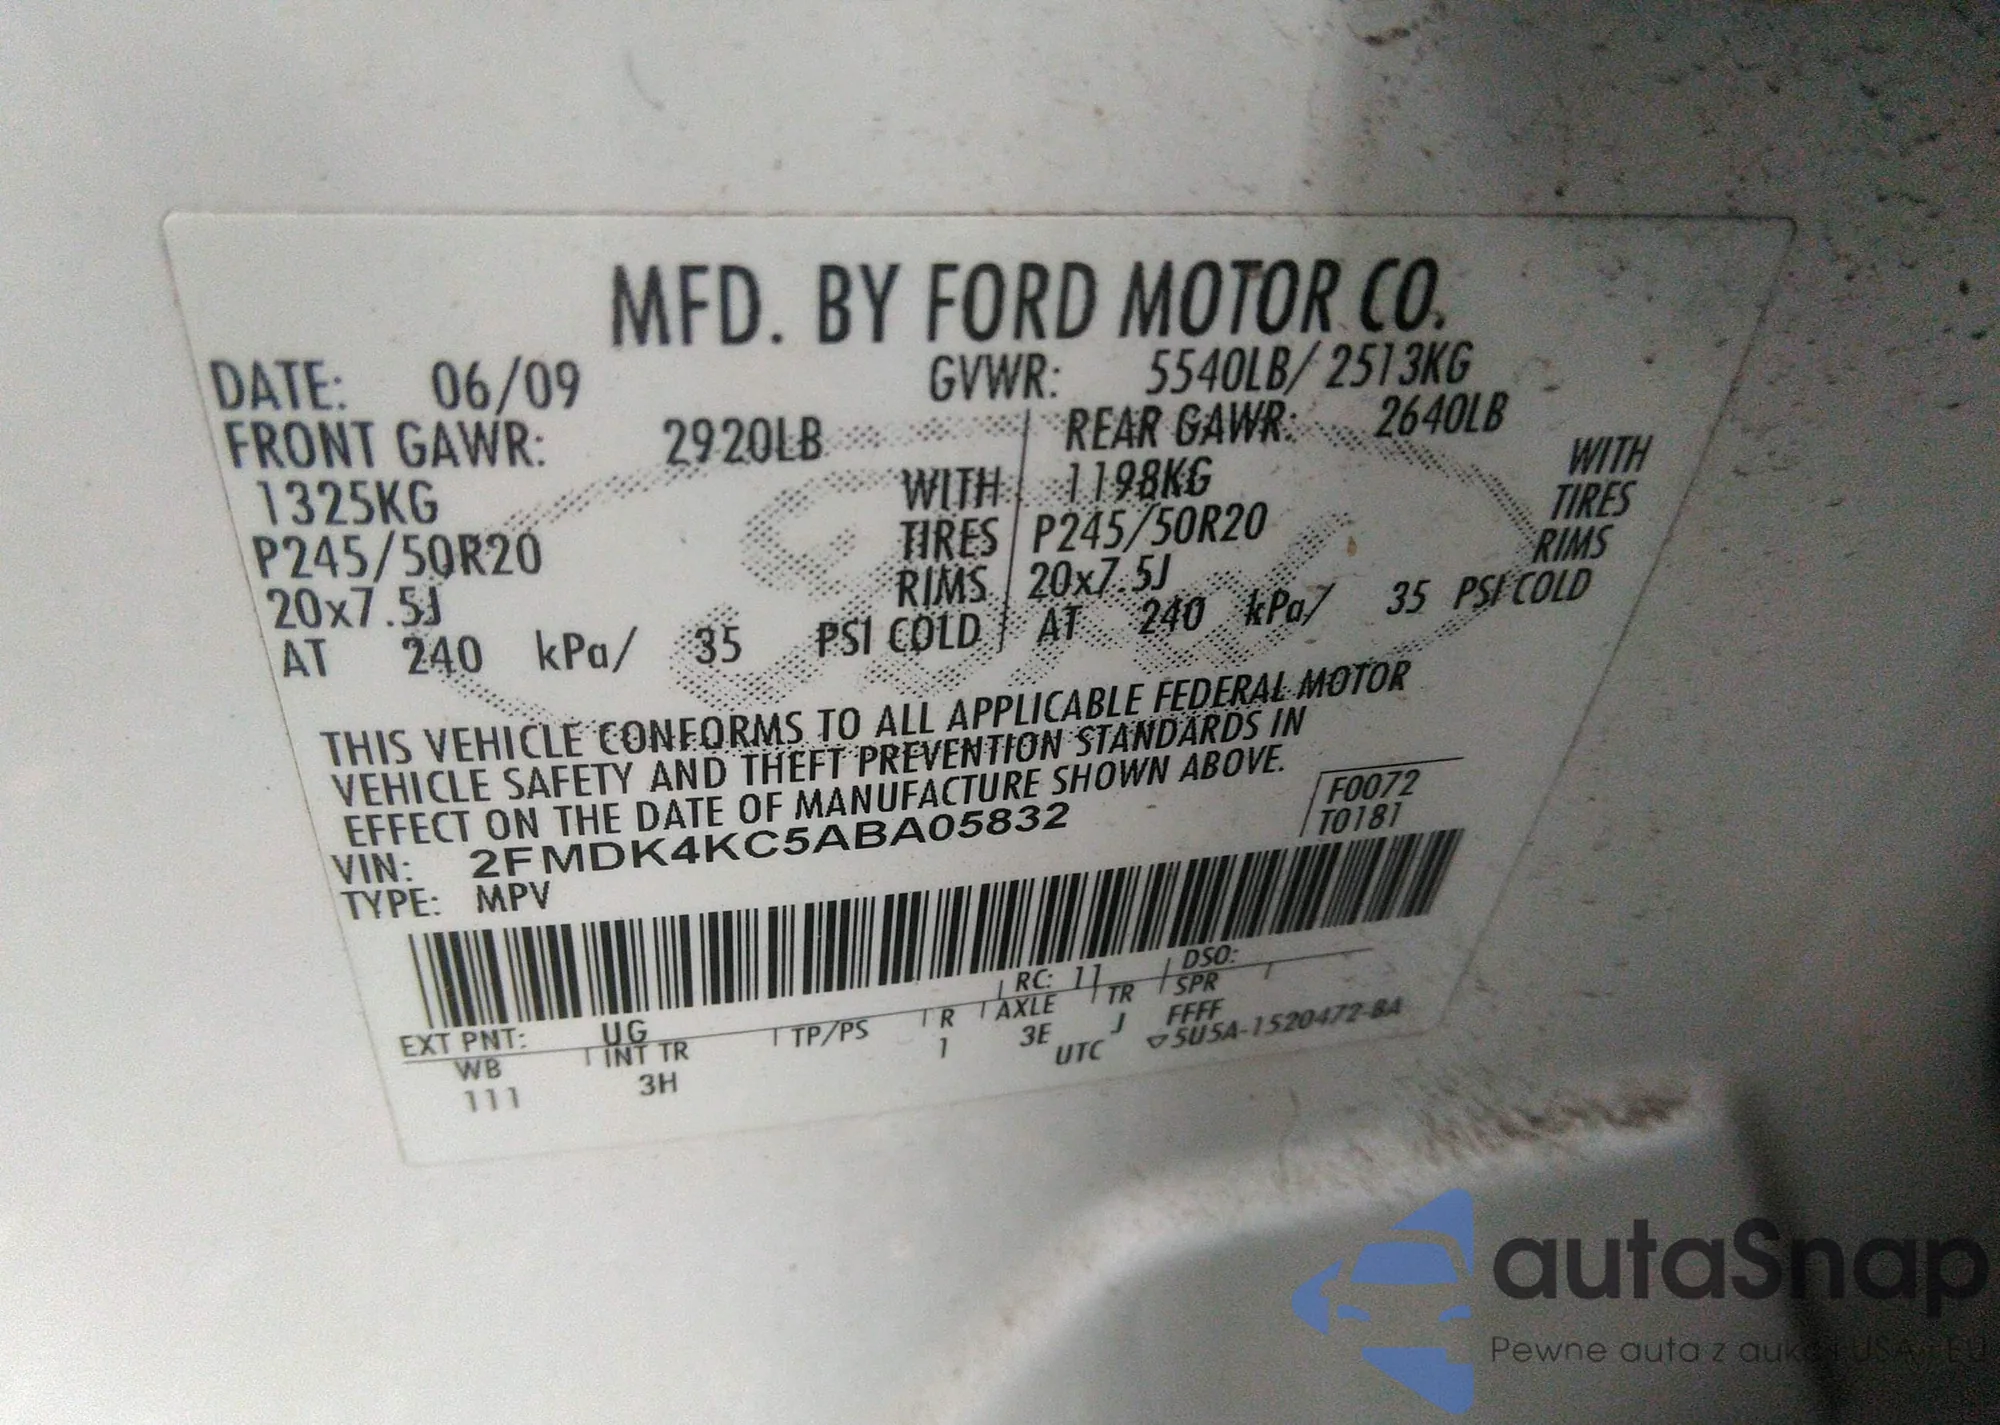 MFD. BY FORD MOTOR CO.
DATE: 06/09 GVWR: 5540LB/ 2513KG
FRONT GAWR: 2920LB REAR GAWR: 2640LB
1325KG WITH 1198KG WITH
P245/50R20 TIRES P245/50R20 TIRES
20x7.5J RIMS 20x7.5J RIMS
AT 240 kPa/ 35 PSI COLD AT 240 kPa/ 35 PSI COLD
THIS VEHICLE CONFORMS TO ALL APPLICABLE FEDERAL MOTOR
VEHICLE SAFETY AND THEFT PREVENTION STANDARDS IN
EFFECT ON THE DATE OF MANUFACTURE SHOWN ABOVE.
F0072
VIN: 2FMDK4KC5ABA05832 T0181
TYPE: MPV
EXT PNT: UG RC: 11 DSO:
WB INT TR TP/PS R AXLE TR SPR
111 3H 1 3E J FFFF
UTC ▽5U5A-1520472-BA
autaSnap
Pewne auta z aukcji USA i EU